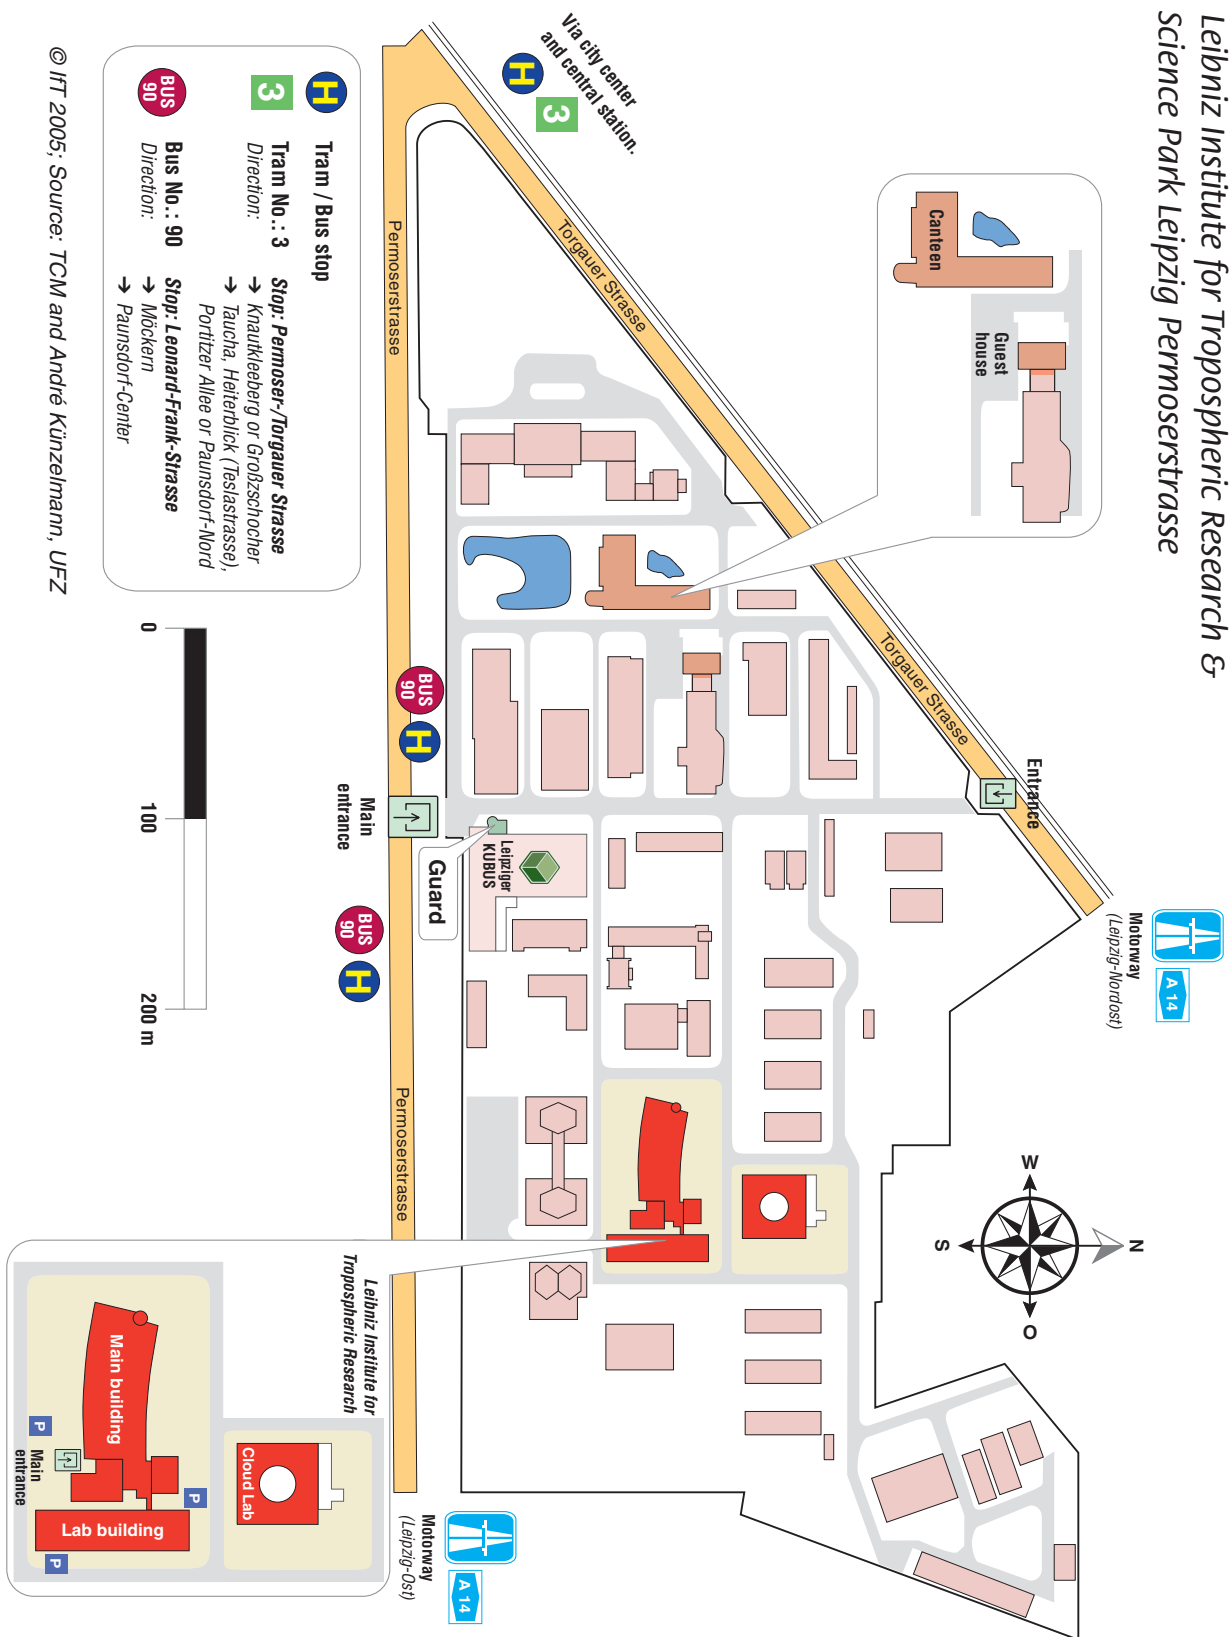 Leibniz Institute for Tropospheric Research &
Science Park Leipzig Permoserstrasse
Via city center
and central station.
H
3
Torgauer Strasse
Canteen
Guest
house
Torgauer Strasse
Entrance
Motorway
(Leipzig-Nordost)
A 14
N
W
O
S
Permoserstrasse
BUS
90
H
Main
entrance
Guard
Leipziger
KUBUS
BUS
90
H
Permoserstrasse
Motorway
(Leipzig-Ost)
A 14
Leibniz Institute for
Tropospheric Research
Cloud Lab
Main building
P
Main
entrance
P
Lab building
P
H
Tram / Bus stop
3
Tram No.: 3
Stop: Permoser-/Torgauer Strasse
Direction:
➔ Knautkleeberg or Großzschocher
➔ Taucha, Heiterblick (Teslastrasse),
Portitzer Allee or Paunsdorf-Nord
BUS
90
Bus No.: 90
Stop: Leonard-Frank-Strasse
Direction:
➔ Möckern
➔ Paunsdorf-Center
0
100
200 m
© IfT 2005; Source: TCM and André Künzelmann, UFZ